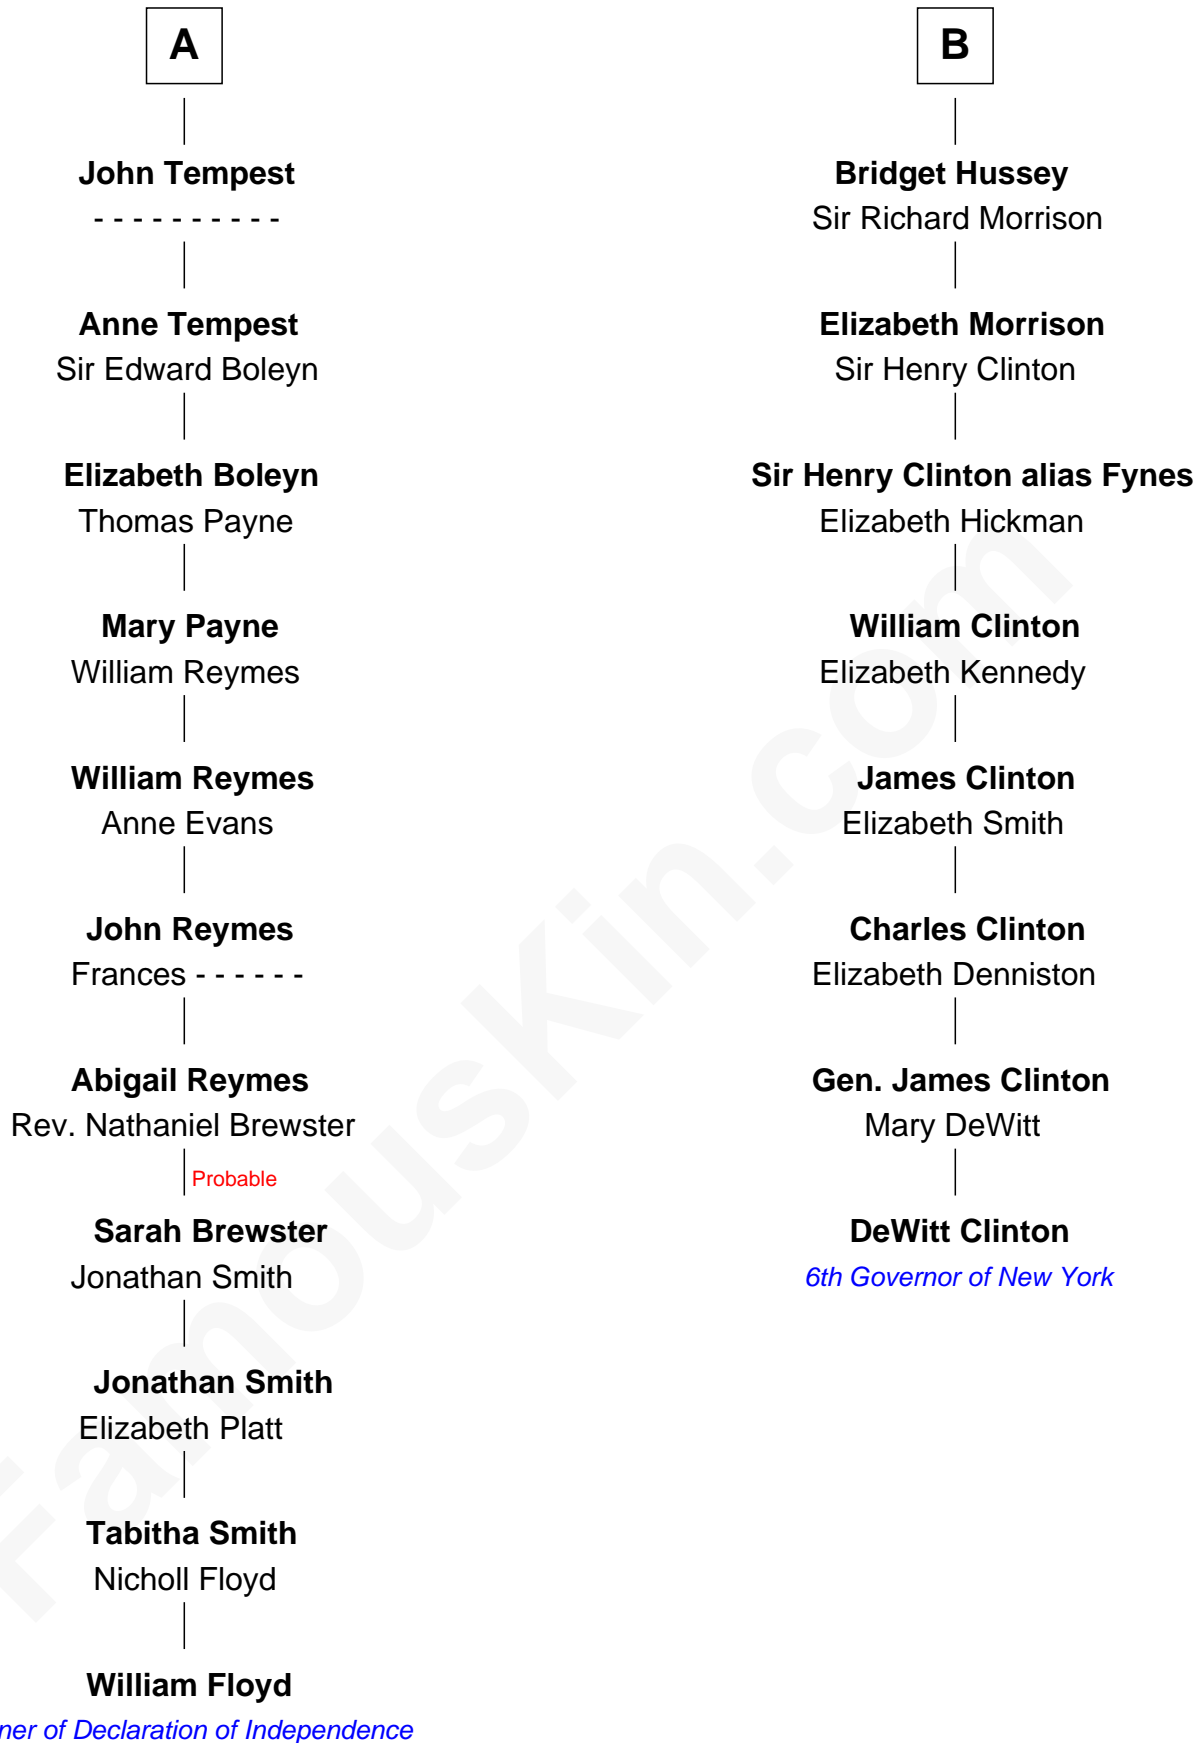 A
John Tempest
- - - - - - - - - -
Anne Tempest
Sir Edward Boleyn
Elizabeth Boleyn
Thomas Payne
Mary Payne
William Reymes
William Reymes
Anne Evans
John Reymes
Frances - - - - - -
Abigail Reymes
Rev. Nathaniel Brewster
Probable
Sarah Brewster
Jonathan Smith
Jonathan Smith
Elizabeth Platt
Tabitha Smith
Nicholl Floyd
William Floyd
ner of Declaration of Independence
B
Bridget Hussey
Sir Richard Morrison
Elizabeth Morrison
Sir Henry Clinton
Sir Henry Clinton alias Fynes
Elizabeth Hickman
William Clinton
Elizabeth Kennedy
James Clinton
Elizabeth Smith
Charles Clinton
Elizabeth Denniston
Gen. James Clinton
Mary DeWitt
DeWitt Clinton
6th Governor of New York
FamousKin.com